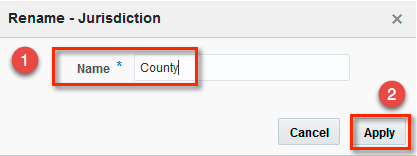 Rename - Jurisdiction ×
1
Name * County
2
Cancel Apply